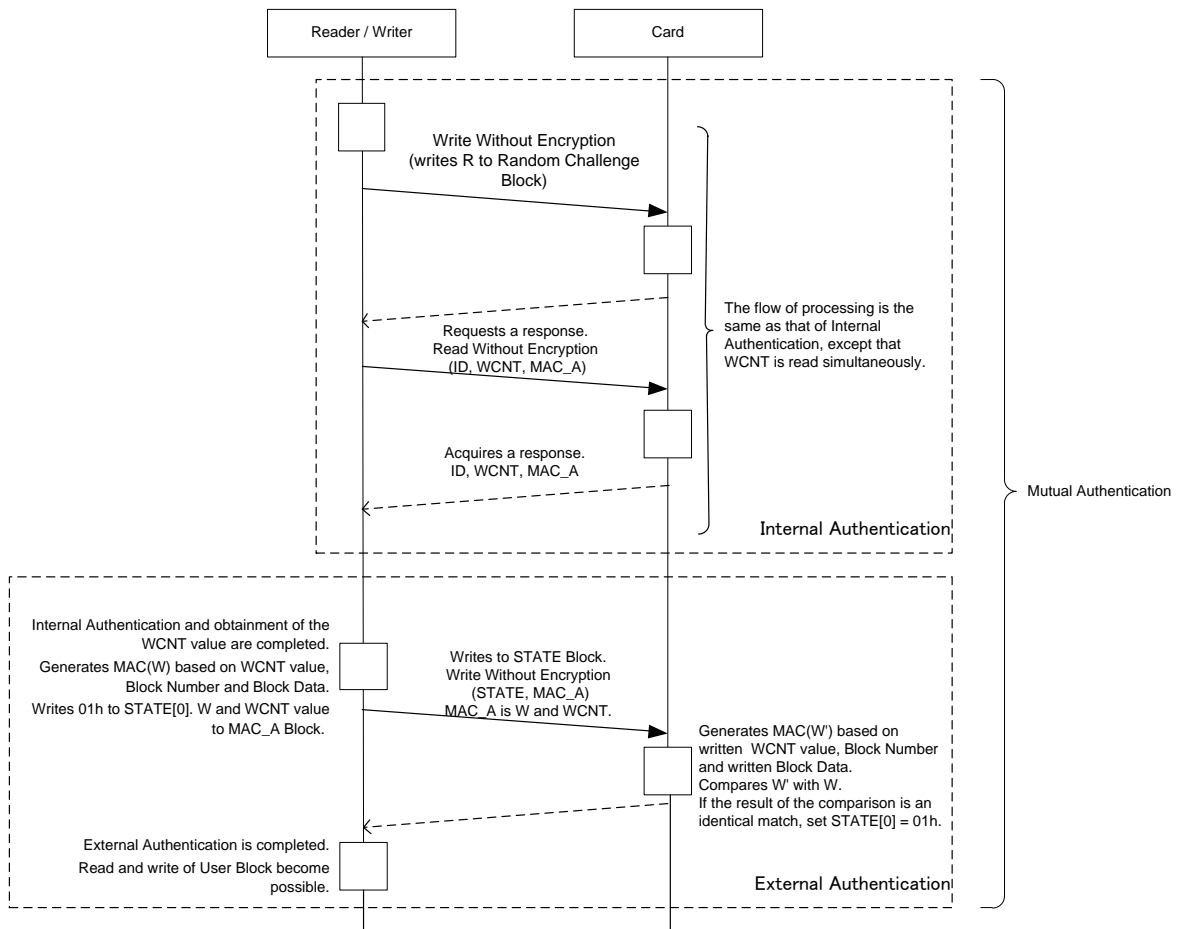 Reader / Writer
Card
Write Without Encryption
(writes R to Random Challenge
Block)
The flow of processing is the
same as that of Internal
Authentication, except that
WCNT is read simultaneously.
Requests a response.
Read Without Encryption
(ID, WCNT, MAC_A)
Acquires a response.
ID, WCNT, MAC_A
Mutual Authentication
Internal Authentication
Internal Authentication and obtainment of the
WCNT value are completed.
Generates MAC(W) based on WCNT value,
Block Number and Block Data.
Writes 01h to STATE[0]. W and WCNT value
to MAC_A Block.
Writes to STATE Block.
Write Without Encryption
(STATE, MAC_A)
MAC_A is W and WCNT.
Generates MAC(W') based on
written  WCNT value, Block Number
and written Block Data.
Compares W' with W.
If the result of the comparison is an
identical match, set STATE[0] = 01h.
External Authentication is completed.
Read and write of User Block become
possible.
External Authentication